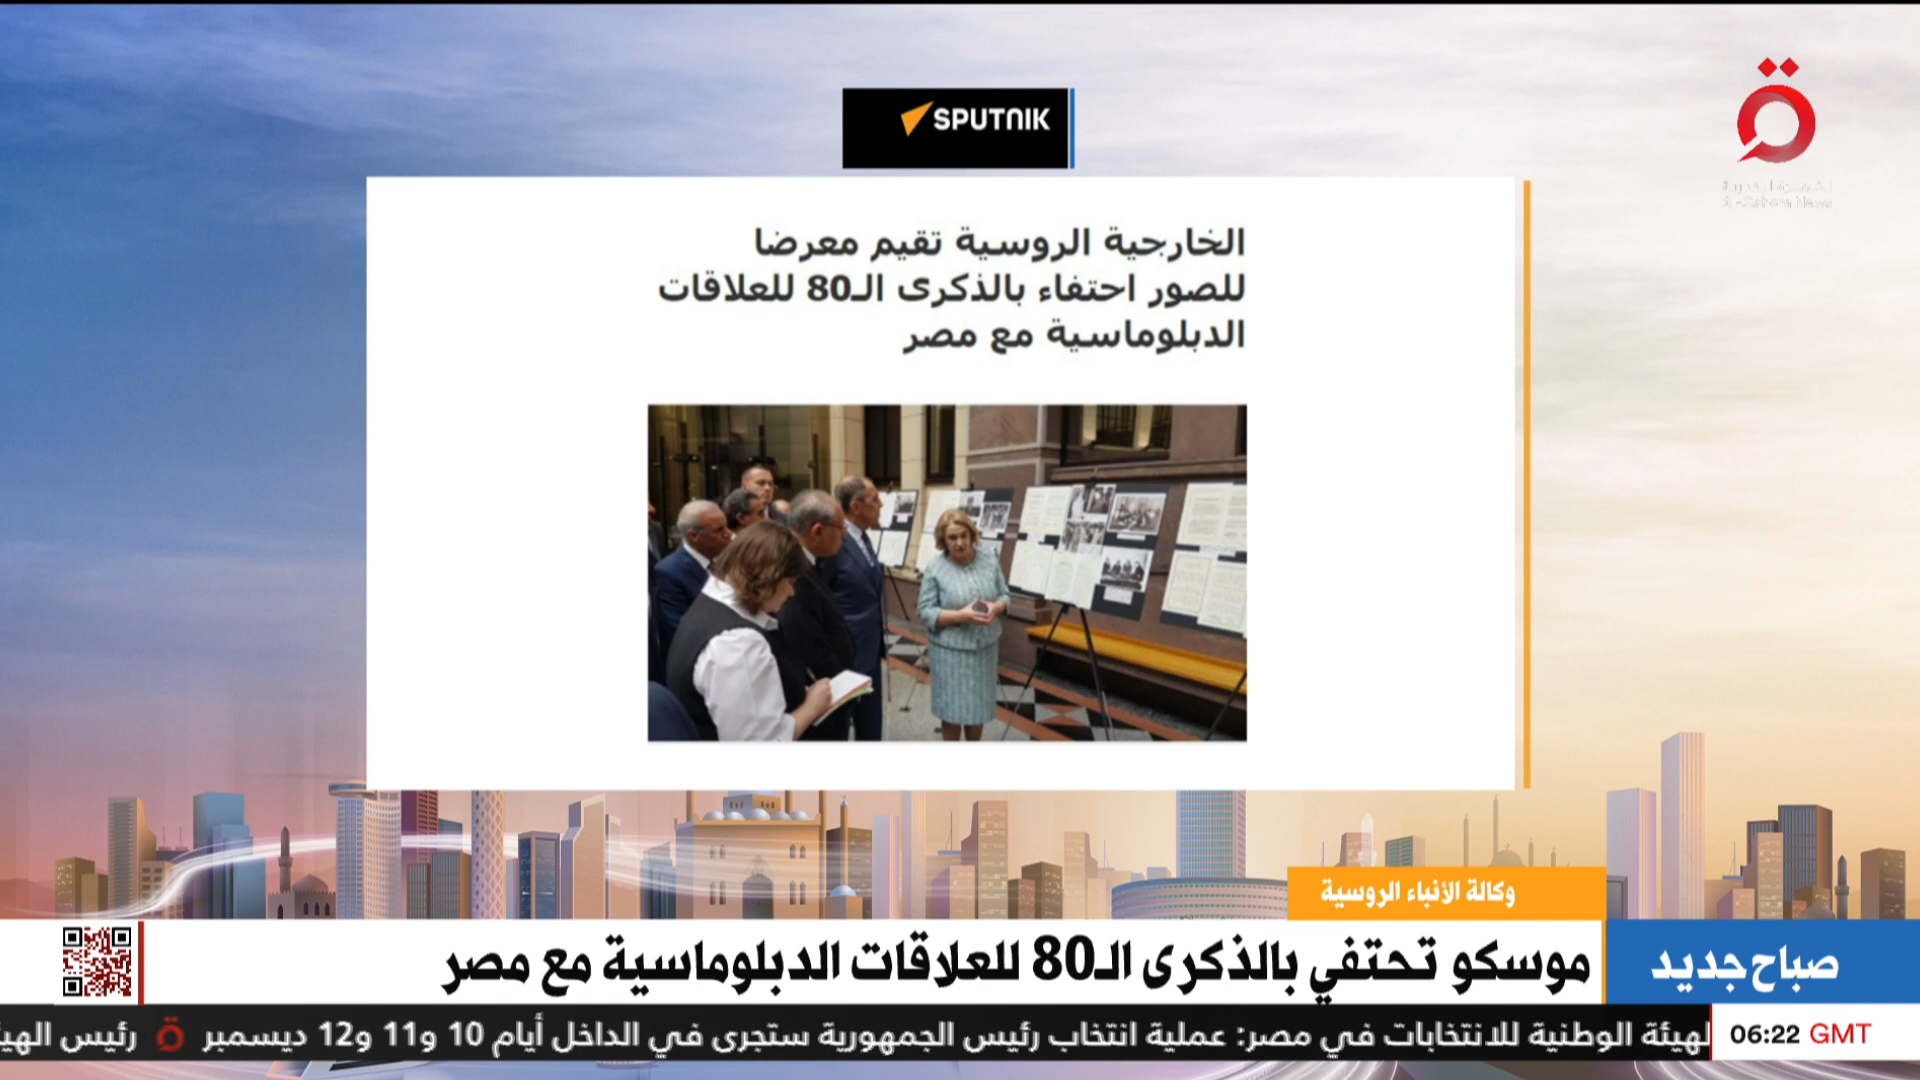 SPUTNIK
الخارجية الروسية تقيم معرضا
للصور احتفاء بالذكرى الـ80 للعلاقات
الدبلوماسية مع مصر
وكالة الأنباء الروسية
صباح جديد
موسكو تحتفي بالذكرى الـ80 للعلاقات الدبلوماسية مع مصر
06:22 GMT
لهيئة الوطنية للانتخابات في مصر: عملية انتخاب رئيس الجمهورية ستجرى في الداخل أيام 10 و11 و12 ديسمبر
رئيس الهيئ